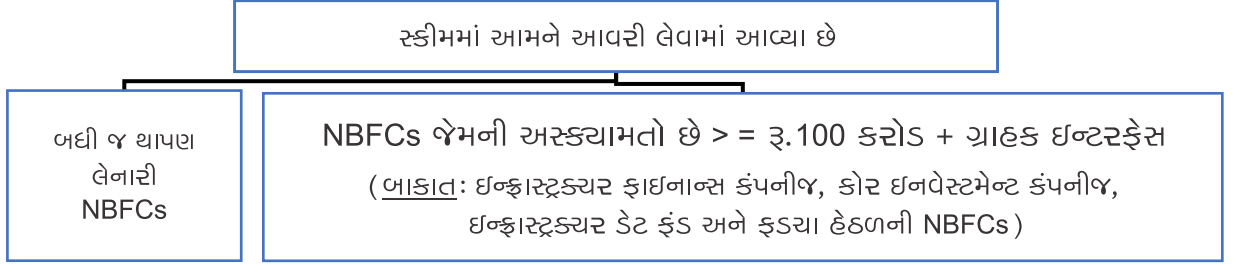 સ્કીમમાં આમને આવરી લેવામાં આવ્યા છે
બધી જ થાપણ
લેનારી
NBFCs
NBFCs જેમની અસ્ક્યામતો છે > = રૂ.100 કરોડ + ગ્રાહક ઇન્ટરફેસ
(બાકાતઃ ઇન્ફ્રાસ્ટ્રક્ચર ફાઇનાન્સ કંપનીજ, કોર ઇનવેસ્ટમેન્ટ કંપનીજ,
ઇન્ફ્રાસ્ટ્રક્ચર ડેટ ફંડ અને ફડચા હેઠળની NBFCs)